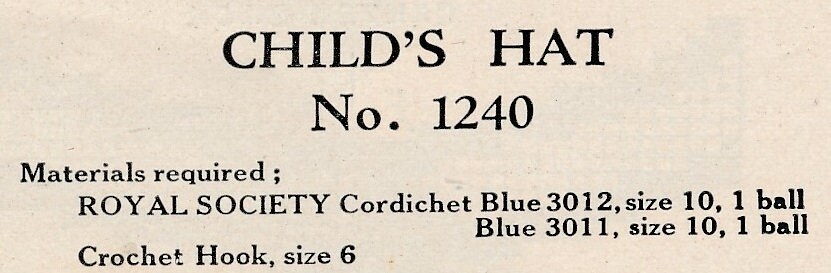 CHILD'S HAT
No. 1240
Materials required ;
ROYAL SOCIETY Cordichet Blue 3012, size 10, 1 ball
Blue 3011, size 10, 1 ball
Crochet Hook, size 6